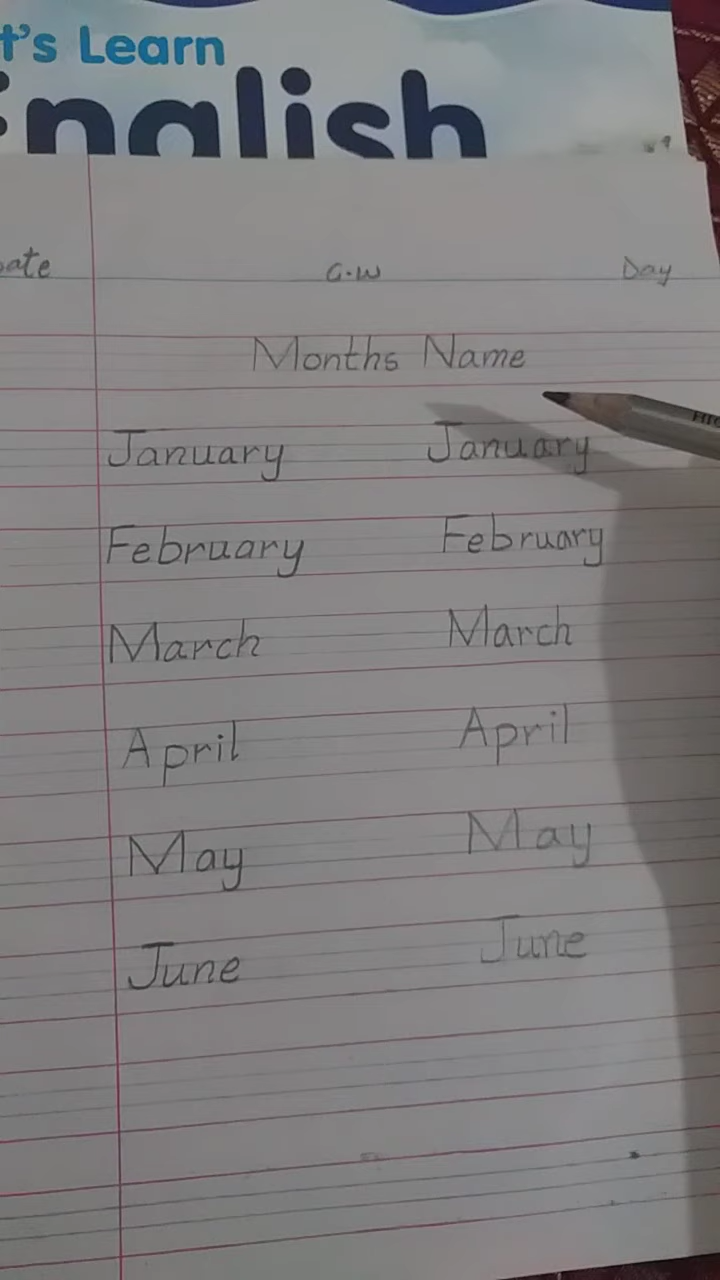 t's Learn
English
ate C.W Day
Months Name
January January
February February
March March
April April
May May
June June